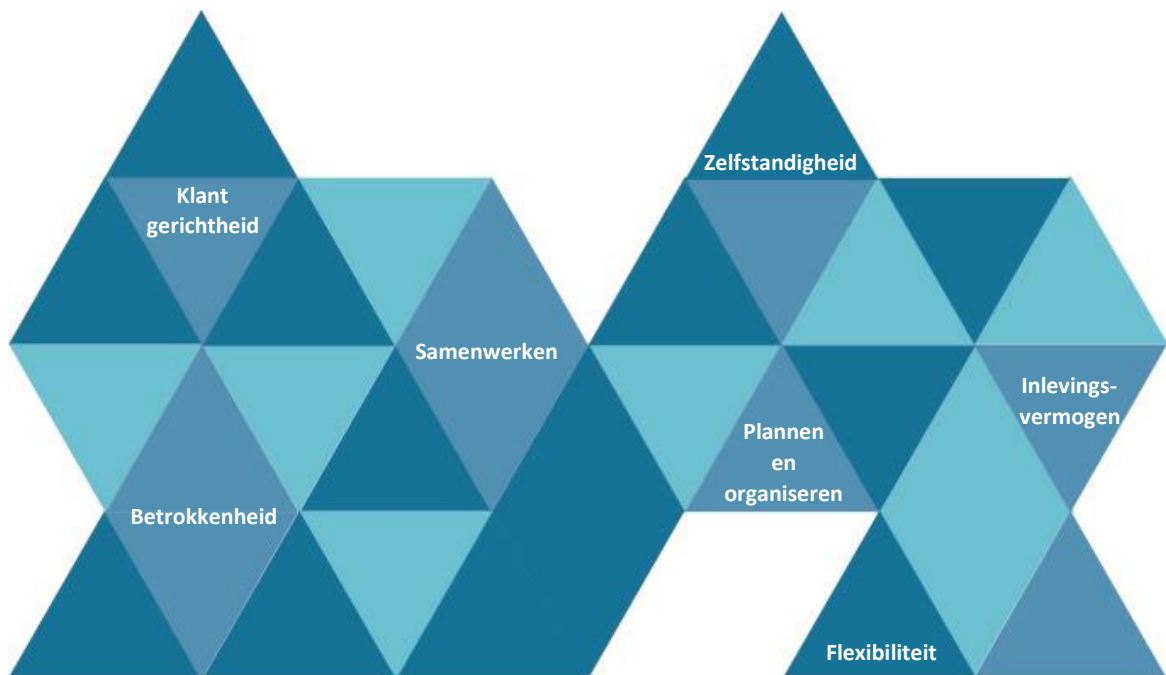 Zelfstandigheid
Klant
gerichtheid
Samenwerken
Inlevings-
vermogen
Plannen
en
organiseren
Betrokkenheid
Flexibiliteit